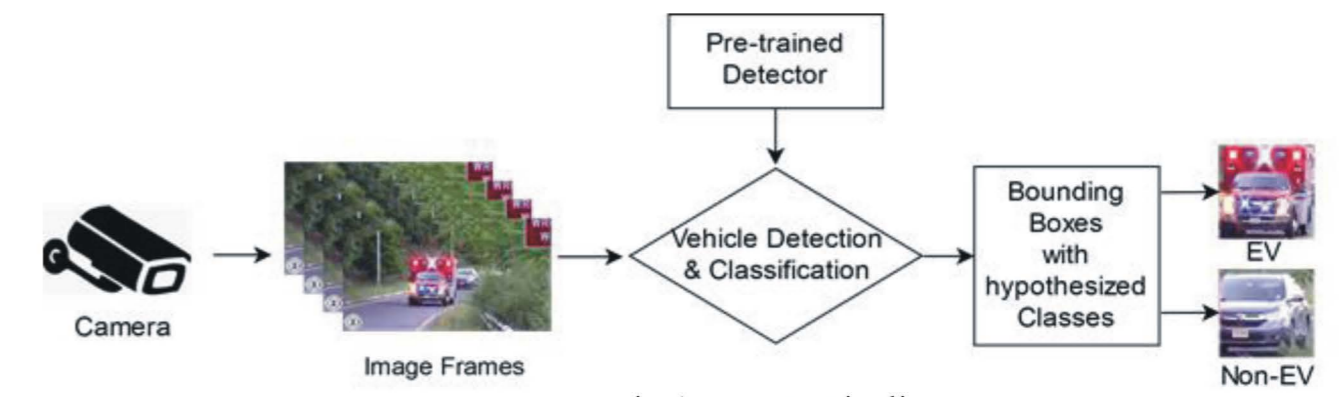 Pre-trained
Detector
Vehicle Detection
& Classification
Bounding
Boxes
with
hypothesized
Classes
EV
Non-EV
Camera
Image Frames